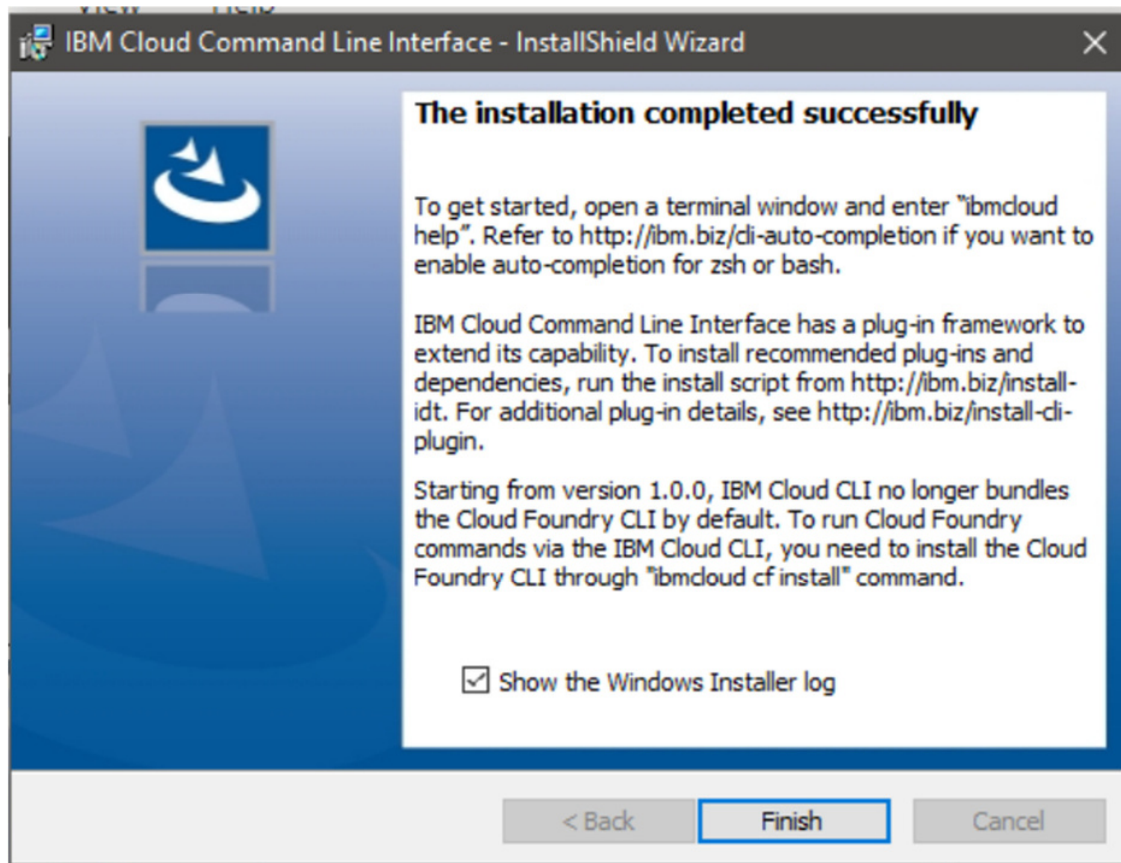 IBM Cloud Command Line Interface - InstallShield Wizard
The installation completed successfully
To get started, open a terminal window and enter "ibmcloud
help". Refer to http://ibm.biz/cli-auto-completion if you want to
enable auto-completion for zsh or bash.
IBM Cloud Command Line Interface has a plug-in framework to
extend its capability. To install recommended plug-ins and
dependencies, run the install script from http://ibm.biz/install-
idt. For additional plug-in details, see http://ibm.biz/install-cli-
plugin.
Starting from version 1.0.0, IBM Cloud CLI no longer bundles
the Cloud Foundry CLI by default. To run Cloud Foundry
commands via the IBM Cloud CLI, you need to install the Cloud
Foundry CLI through "ibmcloud cf install" command.
Show the Windows Installer log
< Back Finish Cancel